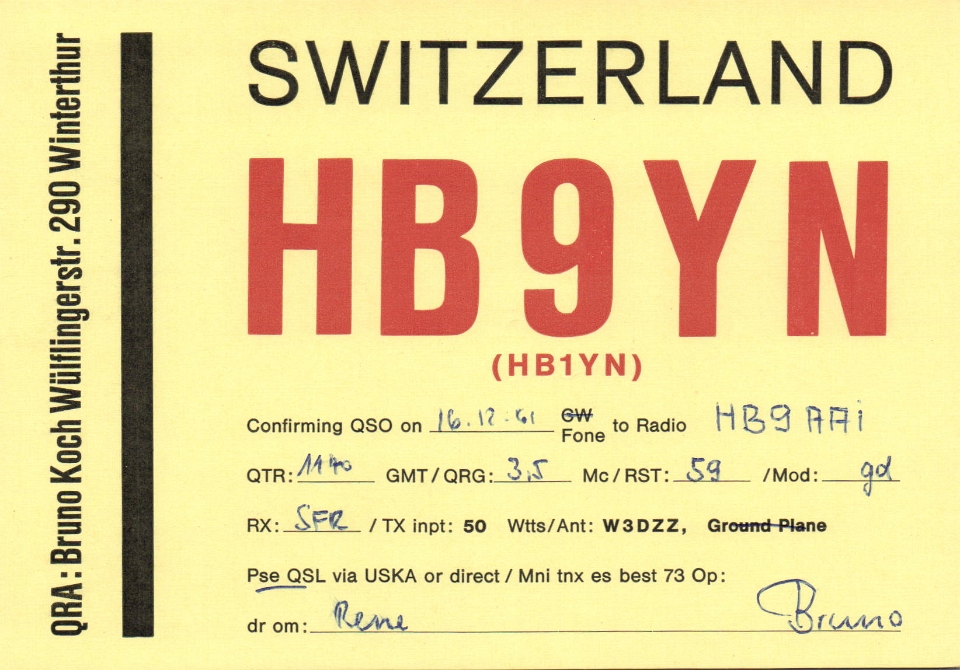 QRA: Bruno Koch Wülflingerstr. 290 Winterthur
SWITZERLAND
HB9YN
(HB1YN)
Confirming QSO on 16.12.61 CW Fone to Radio HB9AAi
QTR: GMT/QRG: 3,5 Mc/RST: 59 /Mod: gd
RX: SFR / TX inpt: 50 Wtts/Ant: W3DZZ, Ground Plane
Pse QSL via USKA or direct / Mni tnx es best 73 Op:
dr om: Rene Bruno